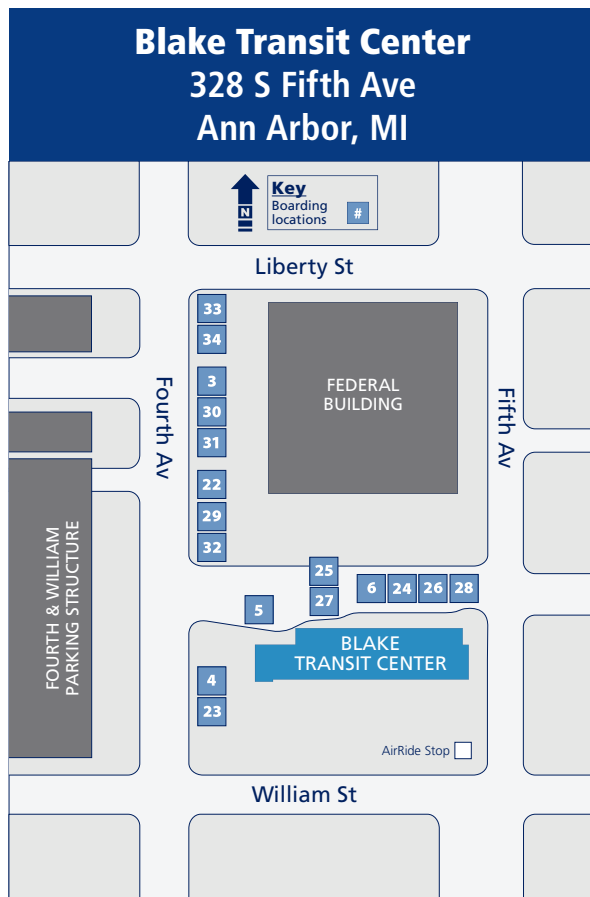 Blake Transit Center
328 S Fifth Ave
Ann Arbor, MI
N
Key
Boarding
locations
#
Liberty St
33
34
3
30
31
22
29
32
Fourth Av
FEDERAL
BUILDING
Fifth Av
FOURTH & WILLIAM
PARKING STRUCTURE
25
27
6 24 26 28
5
BLAKE
TRANSIT CENTER
4
23
AirRide Stop
William St